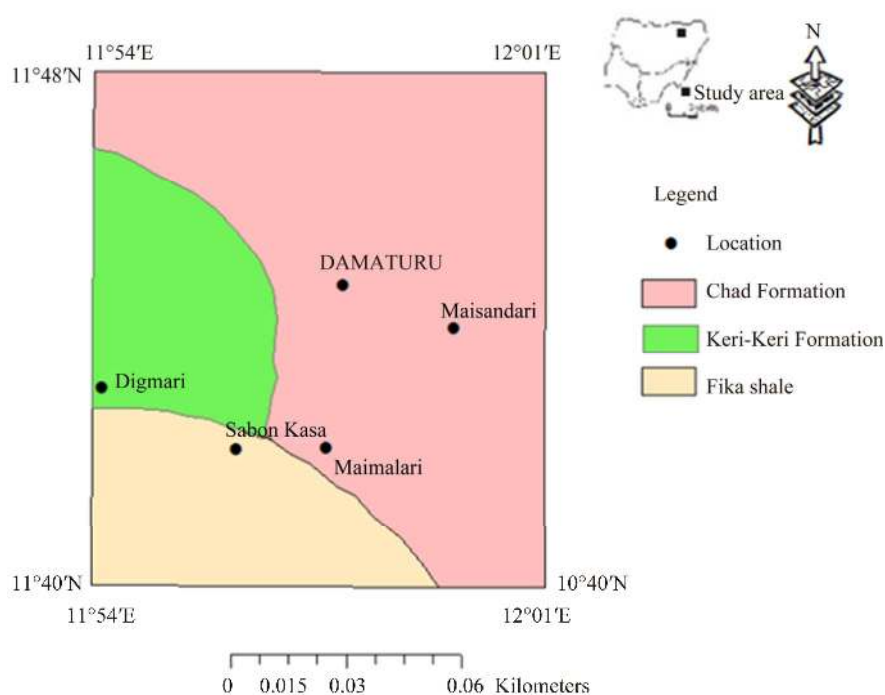 11°54′E 12°01′E
11°48′N
N
Study area
Legend
Location
DAMATURU
Chad Formation
Maisandari
Keri-Keri Formation
Digmari
Fika shale
Sabon Kasa
Maimalari
11°40′N 10°40′N
11°54′E 12°01′E
0 0.015 0.03 0.06 Kilometers